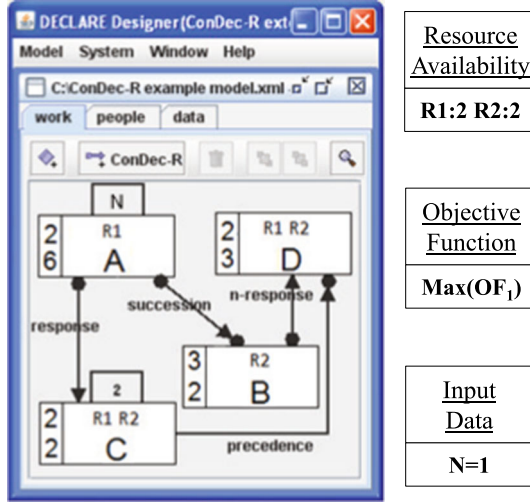 DECLARE Designer(ConDec-R ext
Model System Window Help
C:\ConDec-R example model.xml
work people data
ConDec-R
N
2 R1
6 A
2 R1 R2
3 D
succession
n-response
response
3 R2
2 B
2
2 R1 R2
2 C
precedence
Resource
Availability
R1:2 R2:2
Objective
Function
Max(OF₁)
Input
Data
N=1